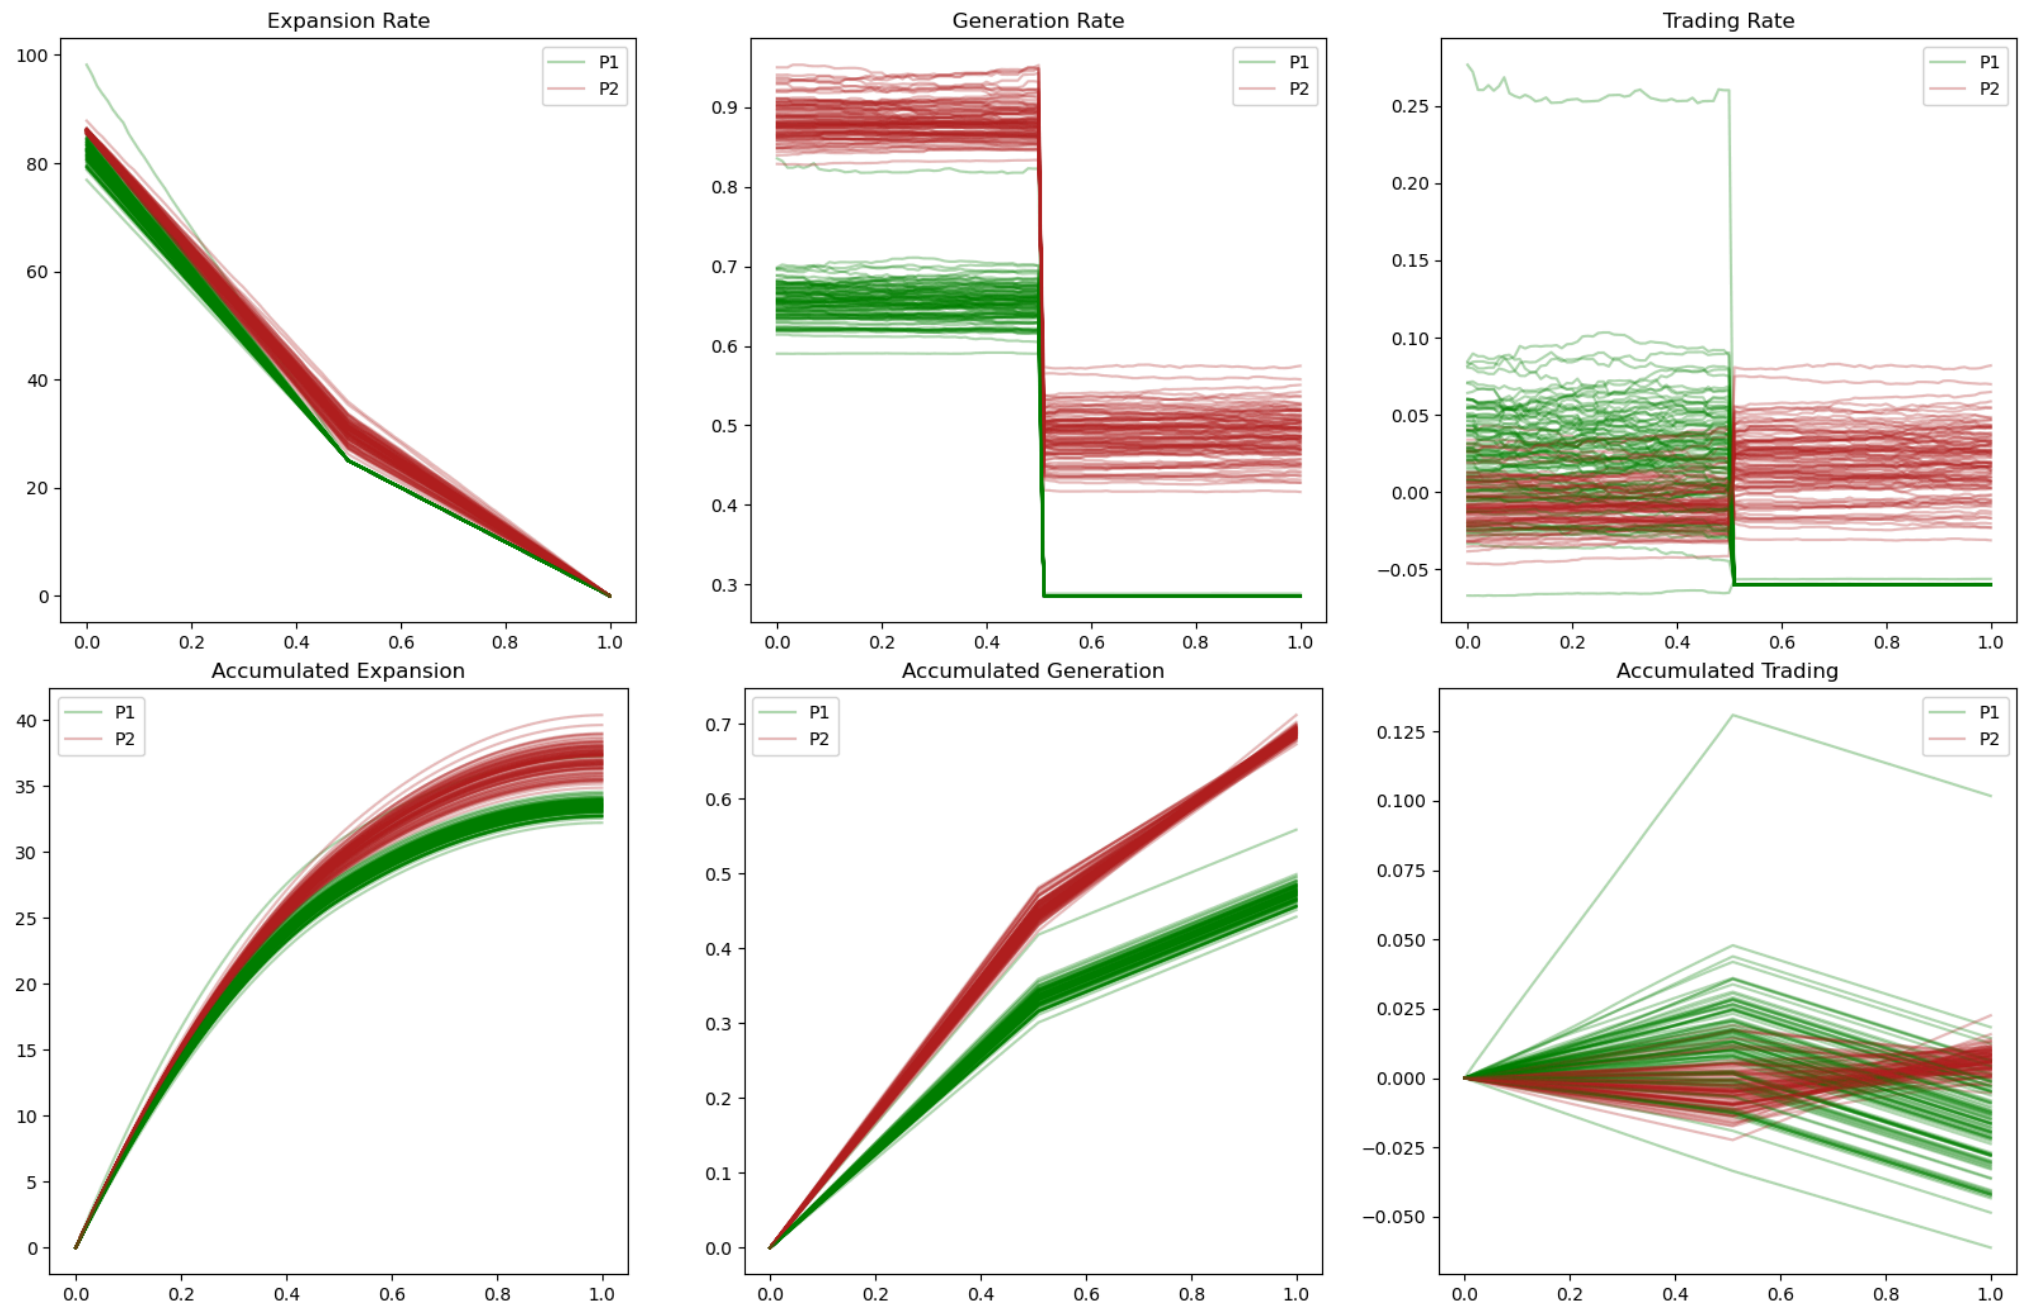 Expansion Rate
100
80
60
40
20
0
0.0 0.2 0.4 0.6 0.8 1.0
P1
P2
Generation Rate
0.9
0.8
0.7
0.6
0.5
0.4
0.3
0.0 0.2 0.4 0.6 0.8 1.0
P1
P2
Trading Rate
0.25
0.20
0.15
0.10
0.05
0.00
−0.05
0.0 0.2 0.4 0.6 0.8 1.0
P1
P2
Accumulated Expansion
40
35
30
25
20
15
10
5
0
0.0 0.2 0.4 0.6 0.8 1.0
P1
P2
Accumulated Generation
0.7
0.6
0.5
0.4
0.3
0.2
0.1
0.0
0.0 0.2 0.4 0.6 0.8 1.0
P1
P2
Accumulated Trading
0.125
0.100
0.075
0.050
0.025
0.000
−0.025
−0.050
0.0 0.2 0.4 0.6 0.8 1.0
P1
P2